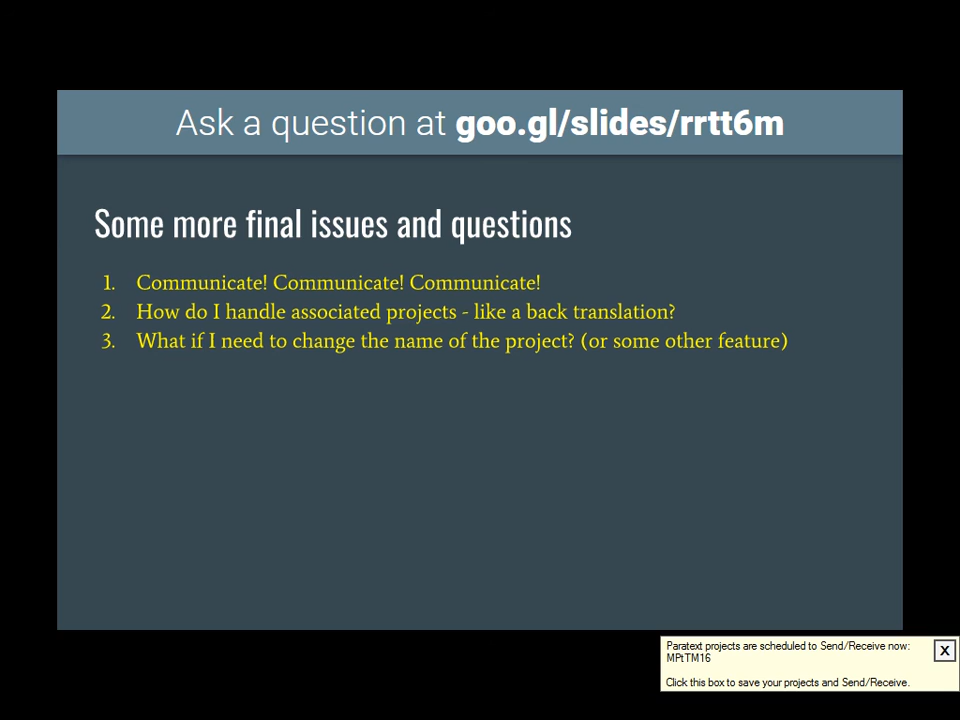 Ask a question at goo.gl/slides/rrtt6m
Some more final issues and questions
1. Communicate! Communicate! Communicate!
2. How do I handle associated projects - like a back translation?
3. What if I need to change the name of the project? (or some other feature)
Paratext projects are scheduled to Send/Receive now:
MPtTM16
X
Click this box to save your projects and Send/Receive.